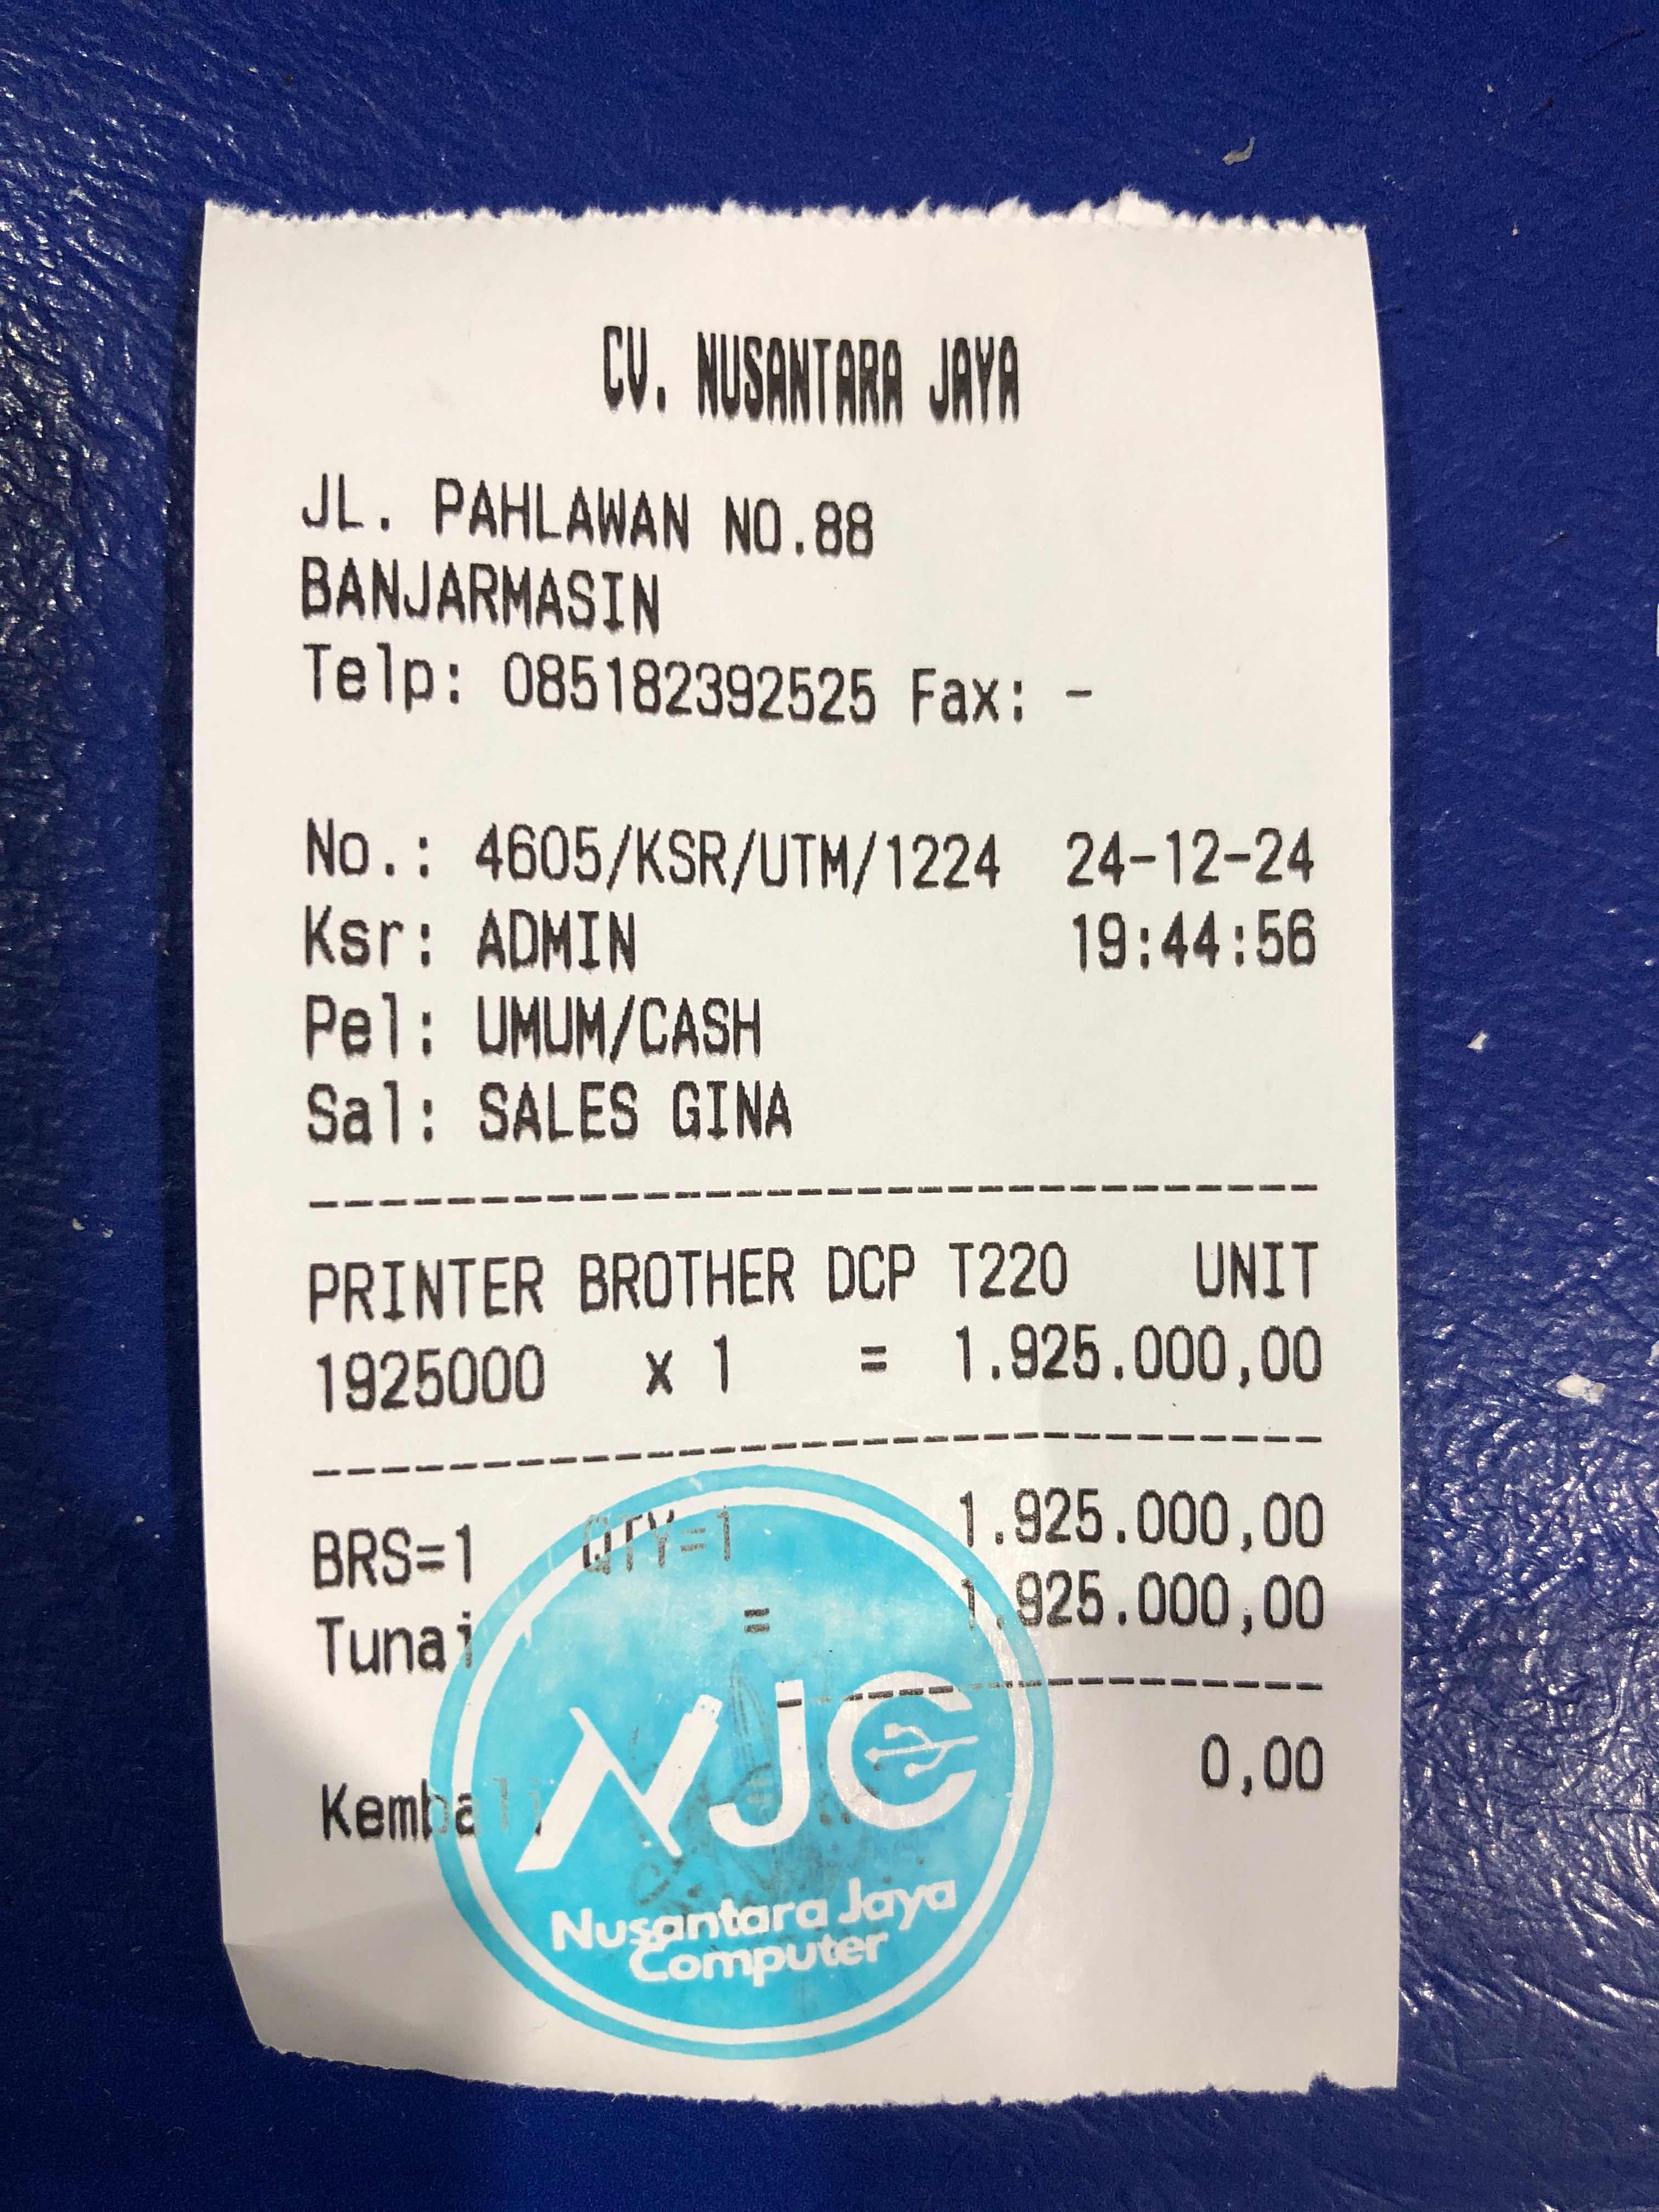 CV. NUSANTARA JAYA
JL. PAHLAWAN NO.88
BANJARMASIN
Telp: 085182392525 Fax: -
No.: 4605/KSR/UTM/1224 24-12-24
Ksr: ADMIN 19:44:56
Pel: UMUM/CASH
Sal: SALES GINA
PRINTER BROTHER DCP T220 UNIT
1925000 x 1 = 1.925.000,00
BRS=1 QTY=1 1.925.000,00
Tunai = 1.925.000,00
Kembali = 0,00
NJC
Nusantara Jaya
Computer